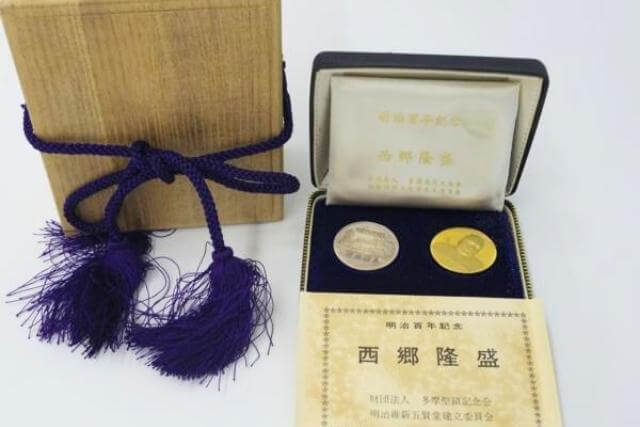 明治百年記念
西郷隆盛
明治百年記念
西郷隆盛
財団法人 多摩聖蹟記念会
明治維新五賢堂建立委員会